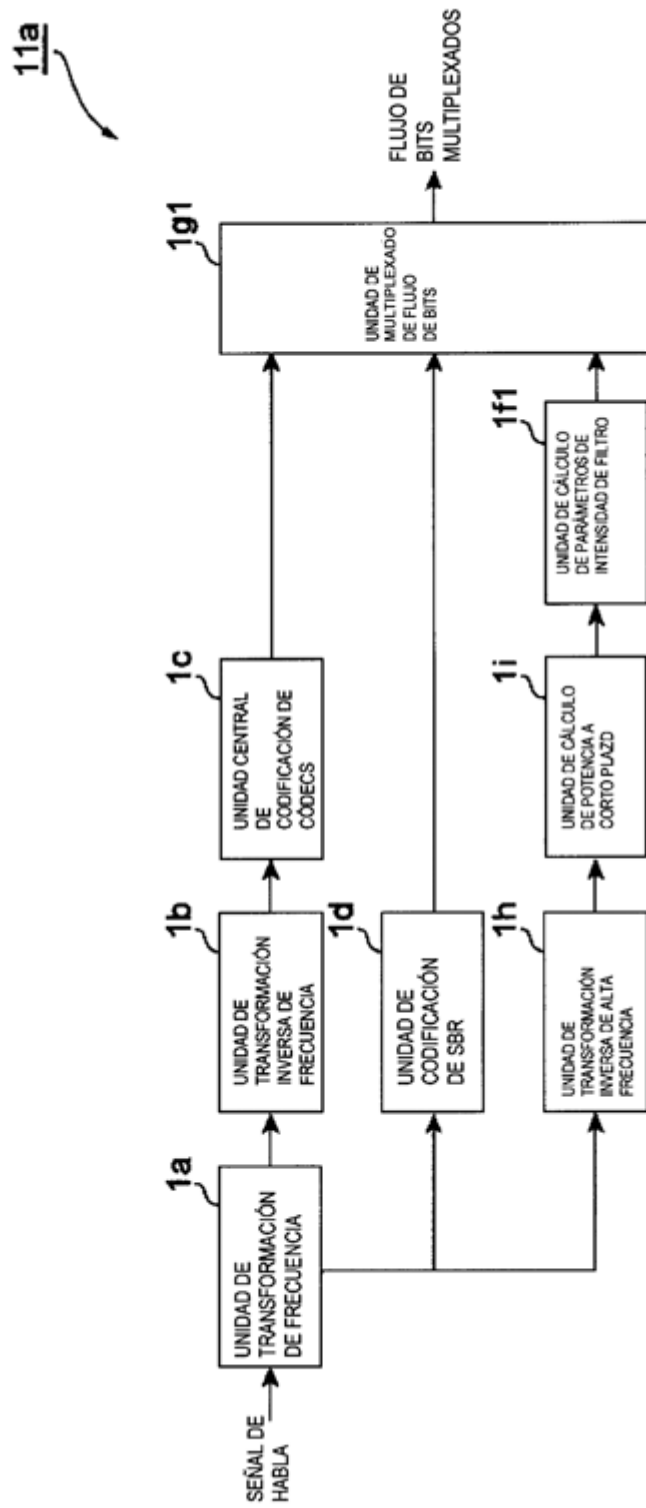 11a
SEÑAL DE
HABLA
1a
UNIDAD DE
TRANSFORMACIÓN
DE FRECUENCIA
1b
UNIDAD DE
TRANSFORMACIÓN
INVERSA DE
FRECUENCIA
1c
UNIDAD CENTRAL
DE
CODIFICACIÓN DE
CÓDECS
1d
UNIDAD DE
CODIFICACIÓN
DE SBR
1h
UNIDAD DE
TRANSFORMACIÓN
INVERSA DE ALTA
FRECUENCIA
1i
UNIDAD DE CÁLCULO
DE POTENCIA A
CORTO PLAZD
1f1
UNIDAD DE CÁLCULO
DE PARÁMETROS DE
INTENSIDAD DE FILTRO
1g1
UNIDAD DE
MULTIPLEXADO
DE FLUJO
DE BITS
FLUJO DE
BITS
MULTIPLEXADOS